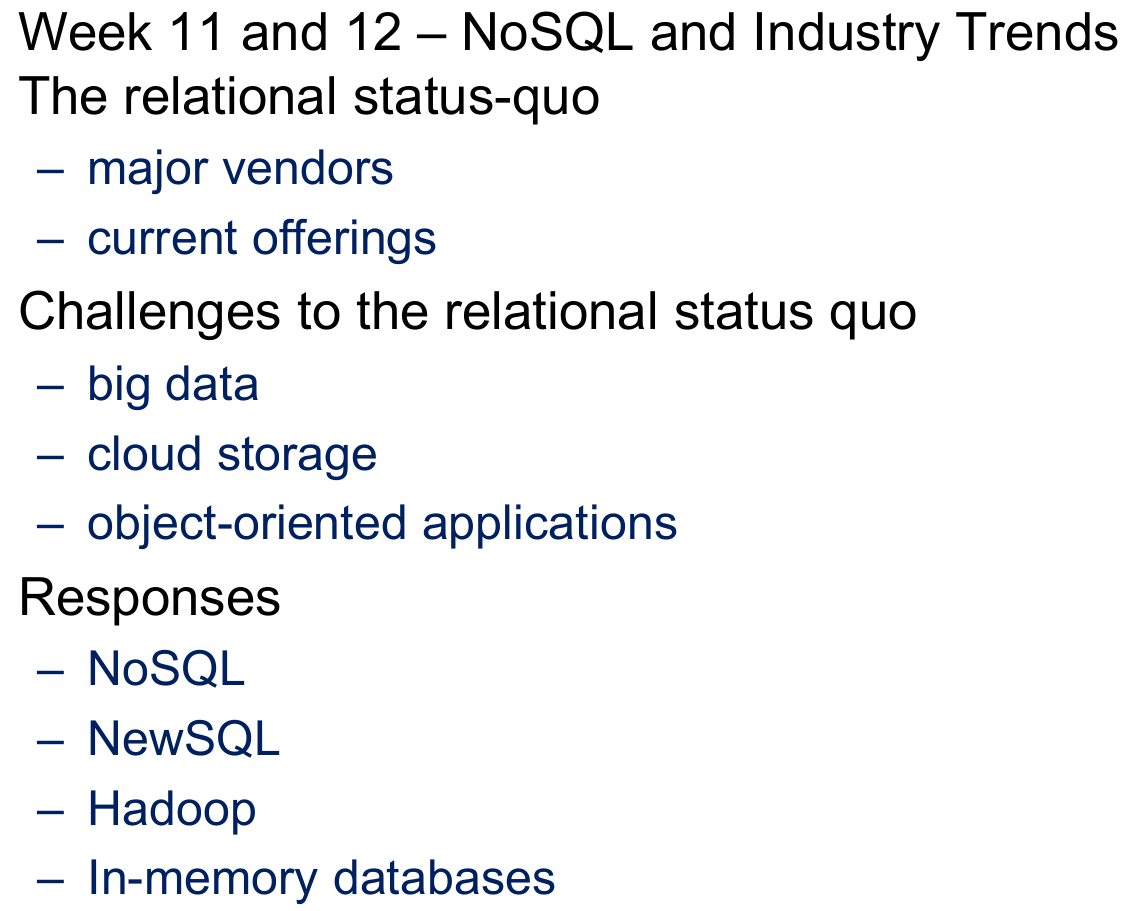 Week 11 and 12 – NoSQL and Industry Trends
The relational status-quo
– major vendors
– current offerings
Challenges to the relational status quo
– big data
– cloud storage
– object-oriented applications
Responses
– NoSQL
– NewSQL
– Hadoop
– In-memory databases